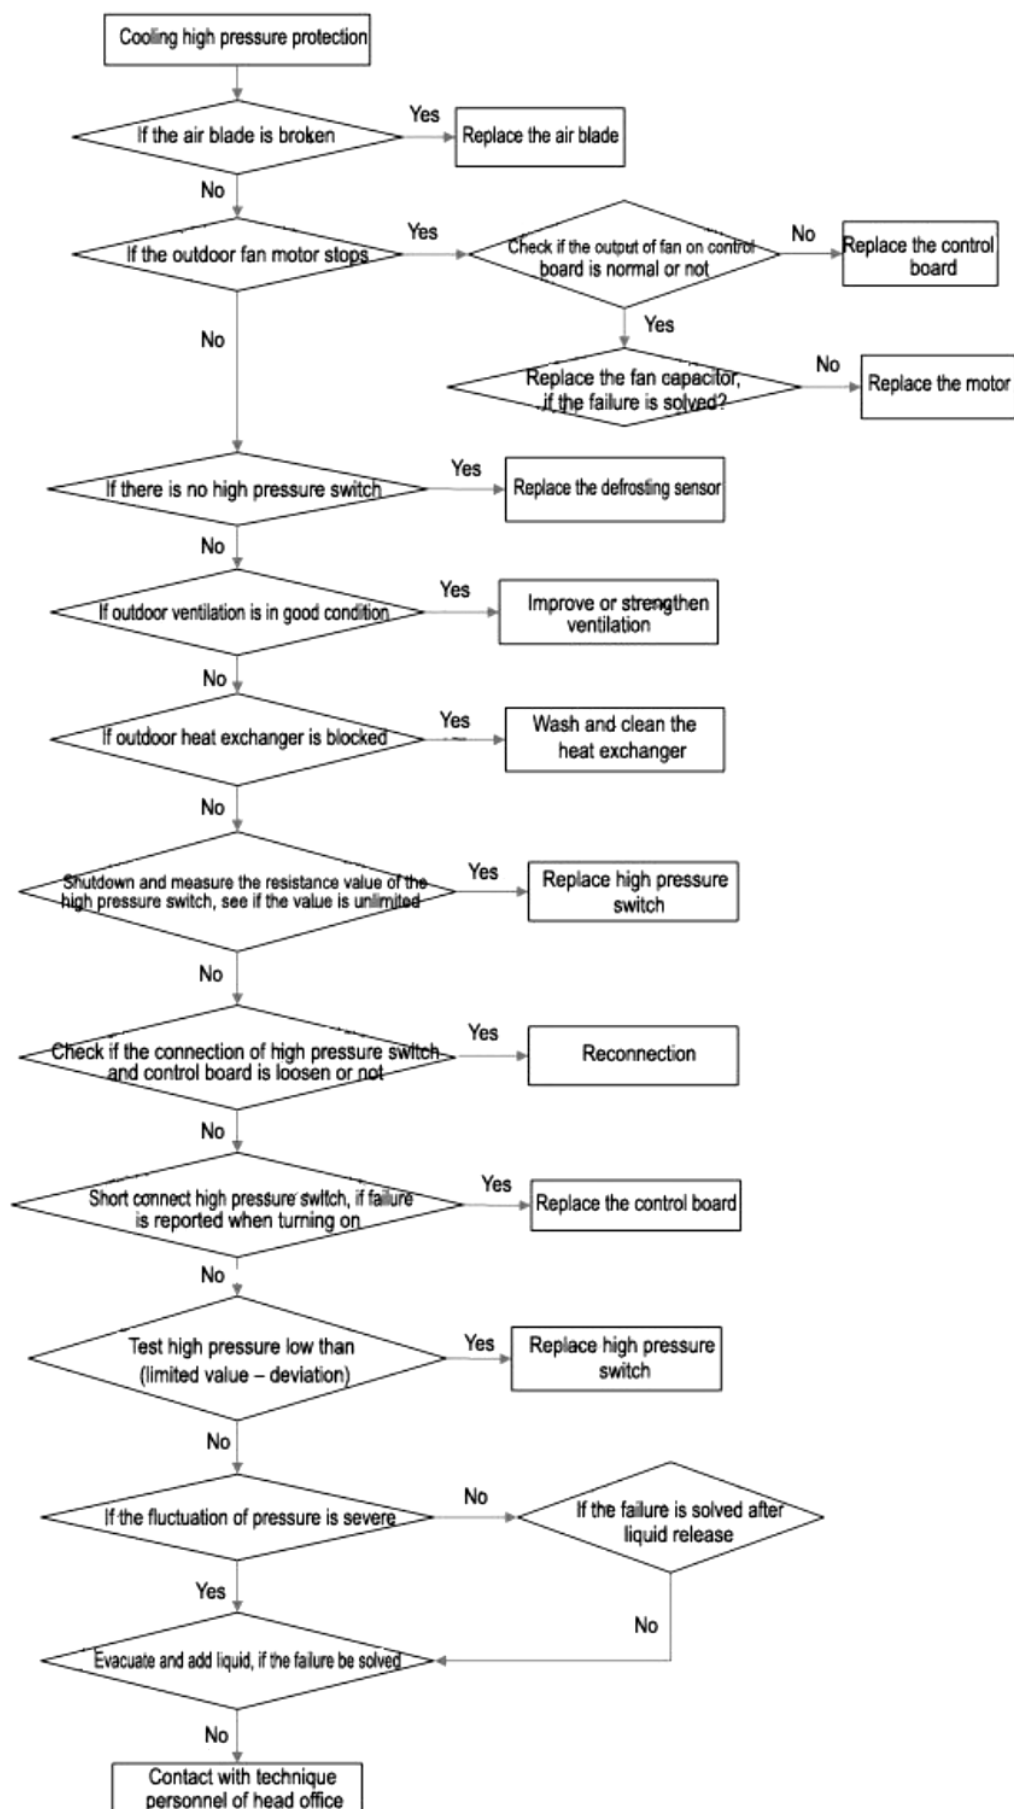 Cooling high pressure protection
If the air blade is broken
Yes
Replace the air blade
No
If the outdoor fan motor stops
Yes
Check if the output of fan on control
board is normal or not
No
Replace the control
board
No
Yes
Replace the fan capacitor,
if the failure is solved?
No
Replace the motor
If there is no high pressure switch
Yes
Replace the defrosting sensor
No
If outdoor ventilation is in good condition
Yes
Improve or strengthen
ventilation
No
If outdoor heat exchanger is blocked
Yes
Wash and clean the
heat exchanger
No
Shutdown and measure the resistance value of the
high pressure switch, see if the value is unlimited
Yes
Replace high pressure
switch
No
Check if the connection of high pressure switch
and control board is loosen or not
Yes
Reconnection
No
Short connect high pressure switch, if failure
is reported when turning on
Yes
Replace the control board
No
Test high pressure low than
(limited value – deviation)
Yes
Replace high pressure
switch
No
If the fluctuation of pressure is severe
No
If the failure is solved after
liquid release
Yes
No
Evacuate and add liquid, if the failure be solved
No
Contact with technique
personnel of head office